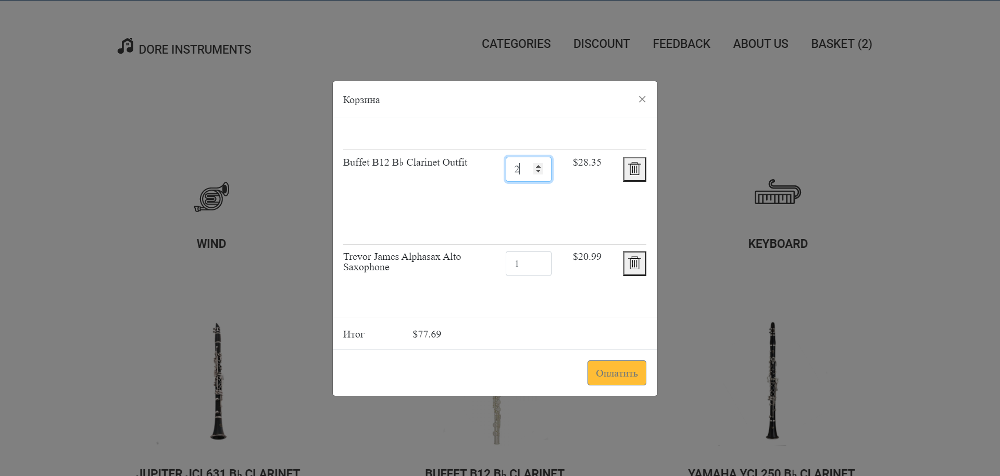 DORE INSTRUMENTS
CATEGORIES DISCOUNT FEEDBACK ABOUT US BASKET (2)
Корзина
×
Buffet B12 B♭ Clarinet Outfit 2 $28.35
Trevor James Alphasax Alto 1 $20.99
Saxophone
Итог $77.69
Оплатить
WIND
KEYBOARD
JUPITER JCL631 B♭ CLARINET
BUFFET B12 B♭ CLARINET
YAMAHA YCL250 B♭ CLARINET